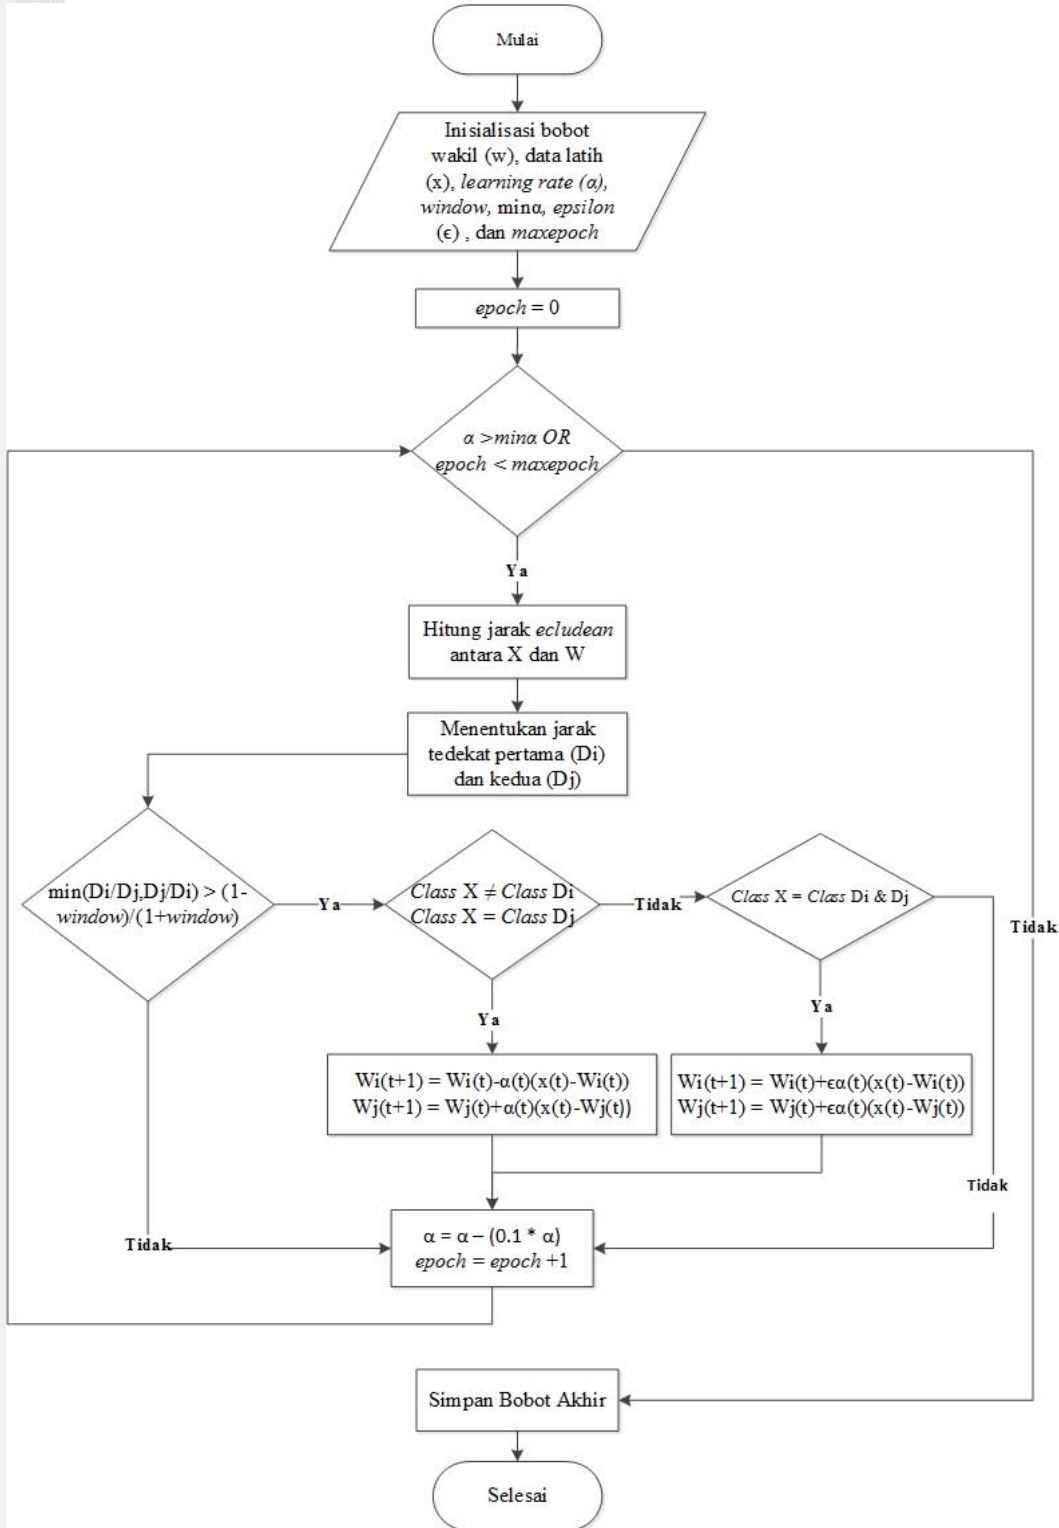 Mulai
Inisialisasi bobot
wakil (w), data latih
(x), learning rate (α),
window, minα, epsilon
(ϵ) , dan maxepoch
epoch = 0
α >minα OR
epoch < maxepoch
Ya
Hitung jarak ecludean
antara X dan W
Menentukan jarak
tedekat pertama (Di)
dan kedua (Dj)
min(Di/Dj,Dj/Di) > (1-
window)/(1+window)
Ya
Class X ≠ Class Di
Class X = Class Dj
Tidak
Class X = Class Di & Dj
Tidak
Ya
Ya
Wi(t+1) = Wi(t)-α(t)(x(t)-Wi(t))
Wj(t+1) = Wj(t)+α(t)(x(t)-Wj(t))
Wi(t+1) = Wi(t)+ϵα(t)(x(t)-Wi(t))
Wj(t+1) = Wj(t)+ϵα(t)(x(t)-Wj(t))
Tidak
Tidak
α = α – (0.1 * α)
epoch = epoch +1
Simpan Bobot Akhir
Selesai